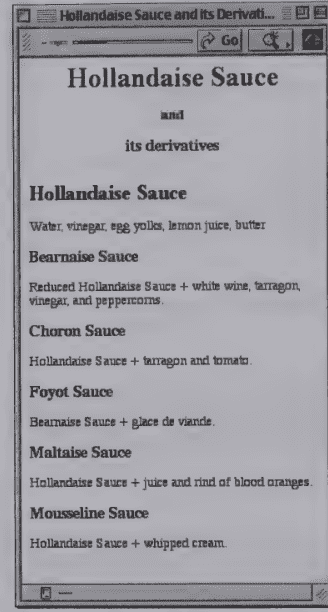 Hollandaise Sauce and its Derivati...
Go
Hollandaise Sauce
and
its derivatives
Hollandaise Sauce
Water, vinegar, egg yolks, lemon juice, butter
Bearnaise Sauce
Reduced Hollandaise Sauce + white wine, tarragon,
vinegar, and peppercorns.
Choron Sauce
Hollandaise Sauce + tarragon and tomato.
Foyot Sauce
Bearnaise Sauce + glace de viande.
Maltaise Sauce
Hollandaise Sauce + juice and rind of blood oranges.
Mousseline Sauce
Hollandaise Sauce + whipped cream.